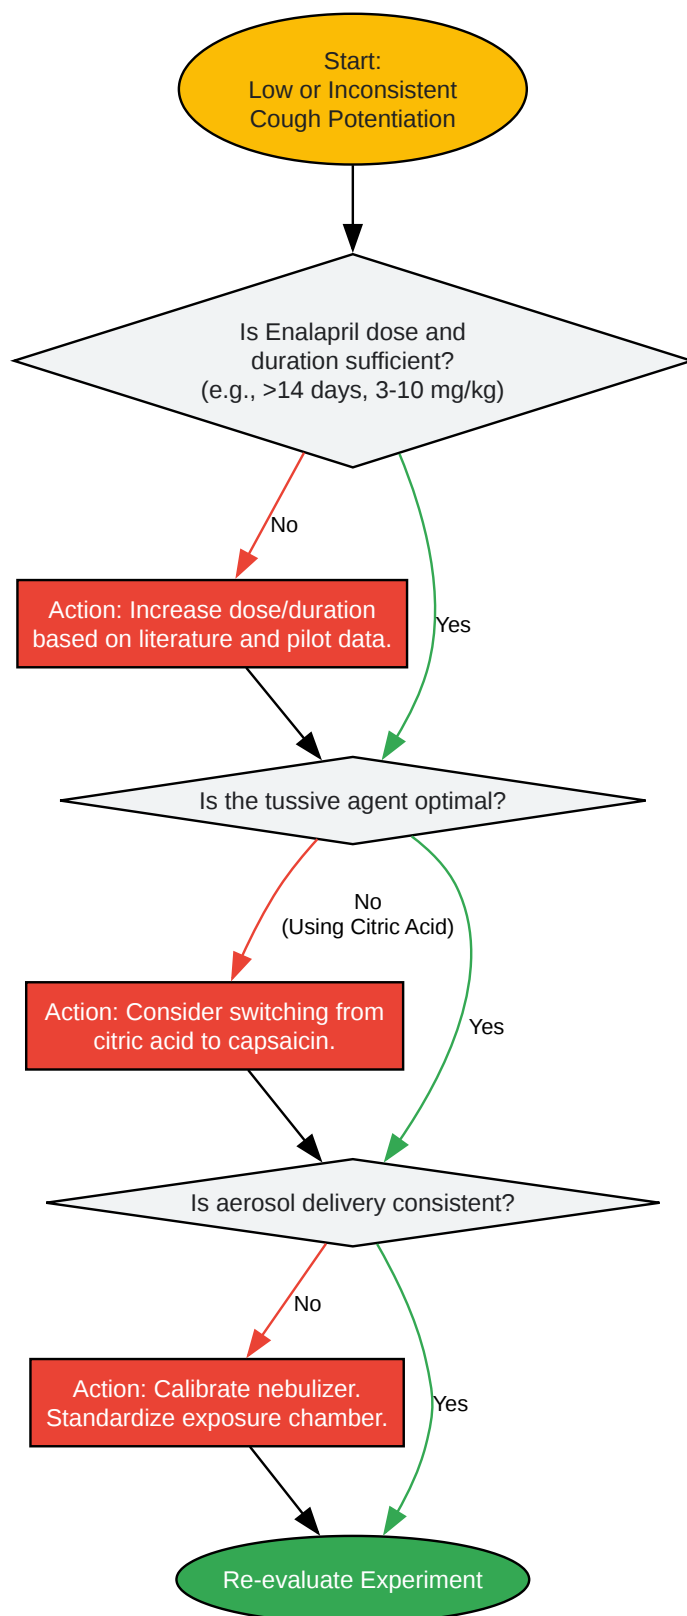 Start:
Low or Inconsistent
Cough Potentiation
Is Enalapril dose and
duration sufficient?
(e.g., >14 days, 3-10 mg/kg)
No
Action: Increase dose/duration
based on literature and pilot data.
Yes
Is the tussive agent optimal?
No
(Using Citric Acid)
Action: Consider switching from
citric acid to capsaicin.
Yes
Is aerosol delivery consistent?
No
Action: Calibrate nebulizer.
Standardize exposure chamber.
Yes
Re-evaluate Experiment